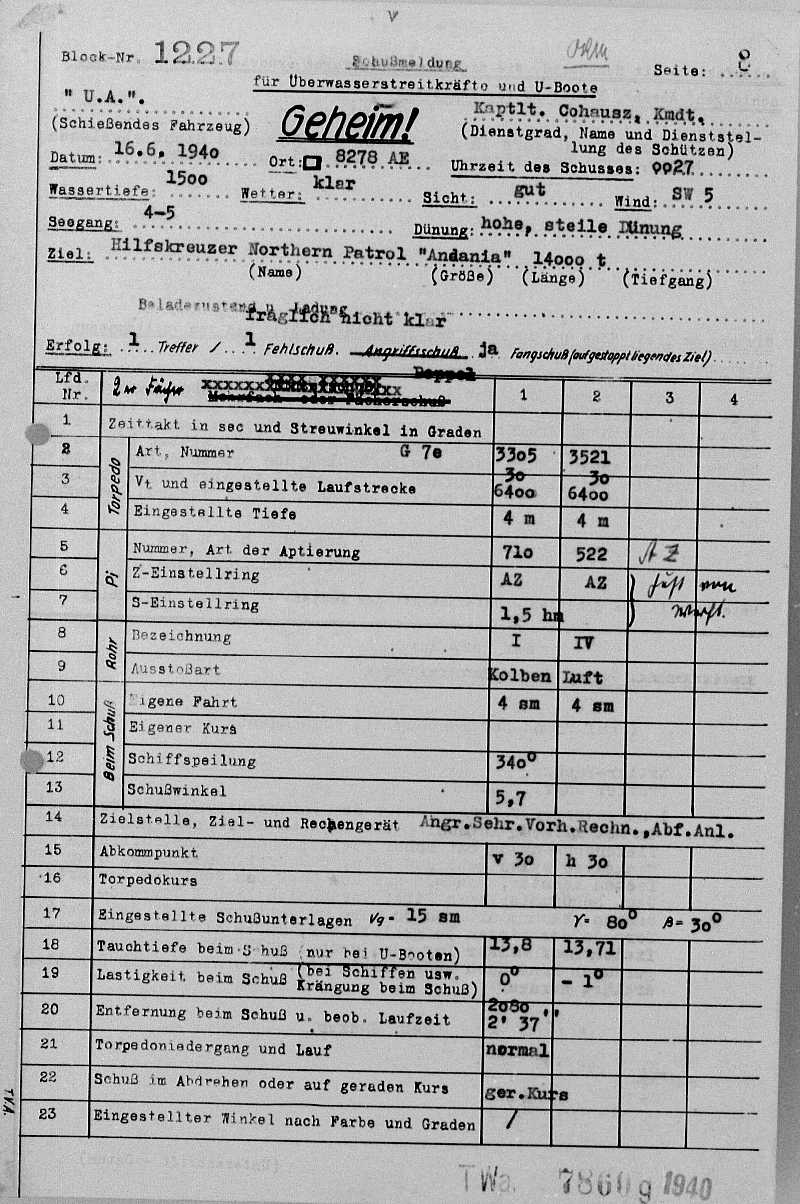 Block-Nr. 1227
Schußmeldung
Seite: 8
für Überwasserstreitkräfte und U-Boote
" U.A.".
Geheim!
Kaptlt. Cohausz, Kmdt.
(Schießendes Fahrzeug)
(Dienstgrad, Name und Dienststel-
lung des Schützen)
Datum: 16.6. 1940 Ort: 8278 AE Uhrzeit des Schusses: 0027
Wassertiefe: 1500 Wetter: klar Sicht: gut Wind: SW 5
Seegang: 4-5 Dünung: hohe, steile Dünung
Ziel: Hilfskreuzer Northern Patrol "Andania" 14000 t
(Name) (Größe) (Länge) (Tiefgang)
Beladezustand u. Ladung
fraglich nicht klar
Erfolg: 1 Treffer / 1 Fehlschuß. Angriffsschuß ja Fangschuß (auf gestoppt liegendes Ziel)
Doppel
Lfd. Nr. 2er Fächer xxxxxxxxxxxxxxxxxx 1 2 3 4
Mehrfach oder Fächerschuß
1 Zeittakt in sec und Streuwinkel in Graden
Torpedo
2 Art, Nummer G 7e 3305 3521
3 Vt und eingestellte Laufstrecke 30 6400 30 6400
4 Eingestellte Tiefe 4 m 4 m
Pi
5 Nummer, Art der Aptierung 710 522 AZ
6 Z-Einstellring AZ AZ
7 S-Einstellring 1,5 hm
Rohr
8 Bezeichnung I IV
9 Ausstoßart Kolben Luft
Beim Schuß
10 Eigene Fahrt 4 sm 4 sm
11 Eigener Kurs
12 Schiffspeilung 340°
13 Schußwinkel 5,7
14 Zielstelle, Ziel- und Rechengerät Angr.Sehr.Vorh.Rechn.,Abf.Anl.
15 Abkommpunkt v 30 h 30
16 Torpedokurs
17 Eingestellte Schußunterlagen Vg= 15 sm γ= 80° β= 30°
18 Tauchtiefe beim Schuß (nur bei U-Booten) 13,8 13,71
19 Lastigkeit beim Schuß (bei Schiffen usw. Krängung beim Schuß) 0° - 1°
20 Entfernung beim Schuß u. beob. Laufzeit 2080 2' 37''
21 Torpedoniedergang und Lauf normal
22 Schuß im Abdrehen oder auf geraden Kurs ger.Kurs
23 Eingestellter Winkel nach Farbe und Graden /
TVA.
TWa. 7860 g 1940